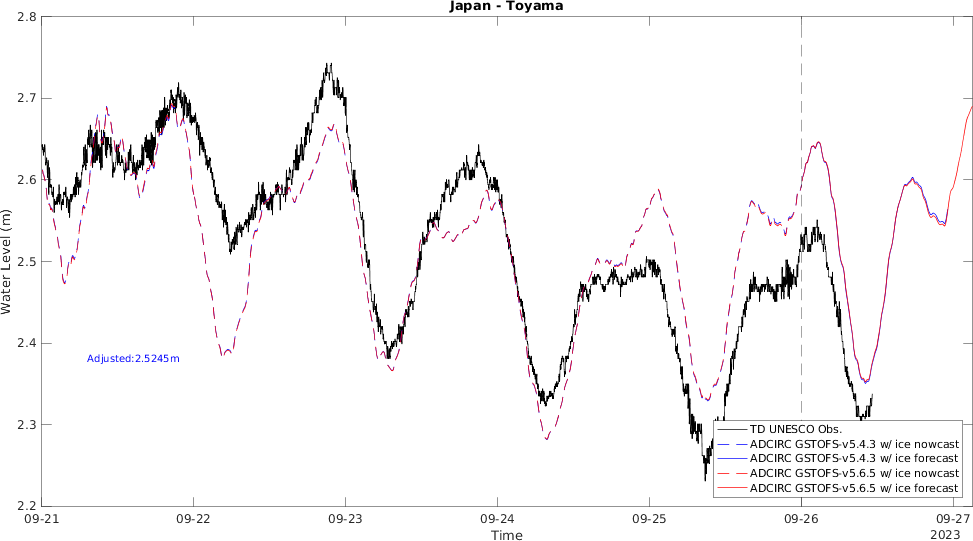 Japan - Toyama
2.8
2.7
2.6
2.5
2.4
2.3
2.2
Water Level (m)
Adjusted:2.5245m
TD UNESCO Obs.
ADCIRC GSTOFS-v5.4.3 w/ ice nowcast
ADCIRC GSTOFS-v5.4.3 w/ ice forecast
ADCIRC GSTOFS-v5.6.5 w/ ice nowcast
ADCIRC GSTOFS-v5.6.5 w/ ice forecast
09-21 09-22 09-23 09-24 09-25 09-26 09-27
Time
2023